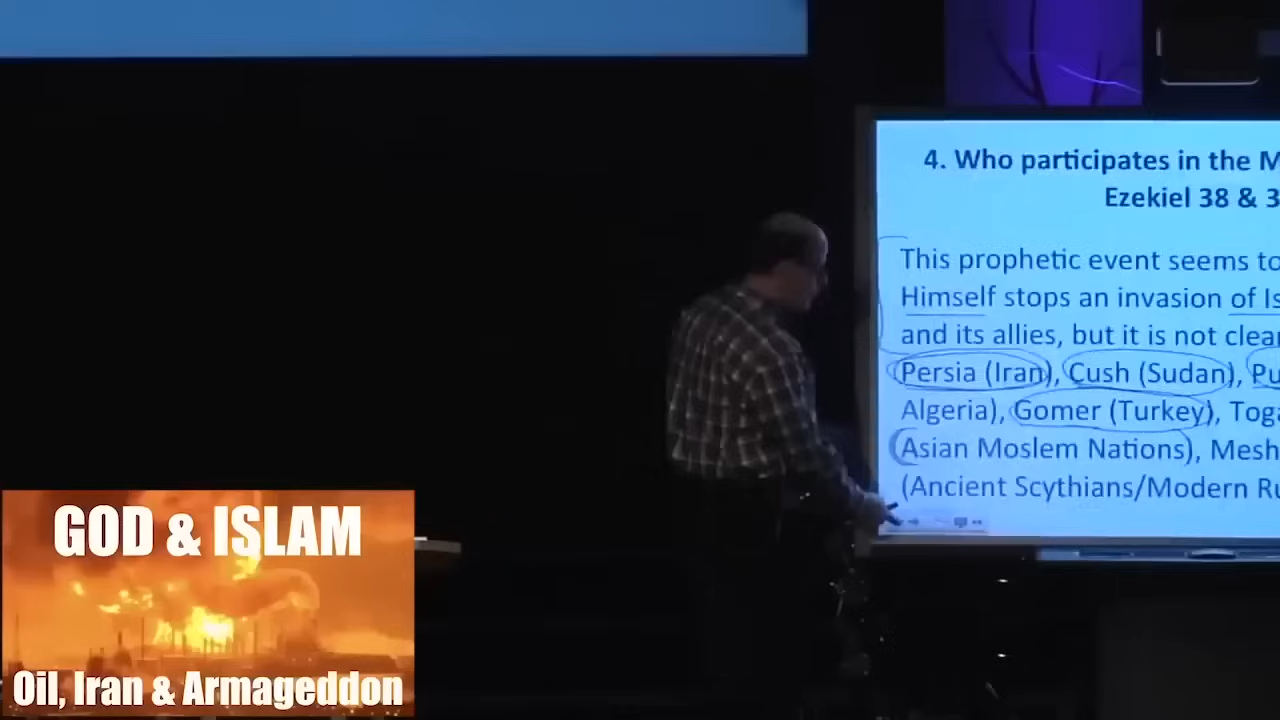 4. Who participates in the M
Ezekiel 38 & 3
This prophetic event seems to
Himself stops an invasion of Is
and its allies, but it is not clea
Persia (Iran), Cush (Sudan), Pu
Algeria), Gomer (Turkey), Toga
(Asian Moslem Nations), Mesh
(Ancient Scythians/Modern Ru
GOD & ISLAM
Oil, Iran & Armageddon